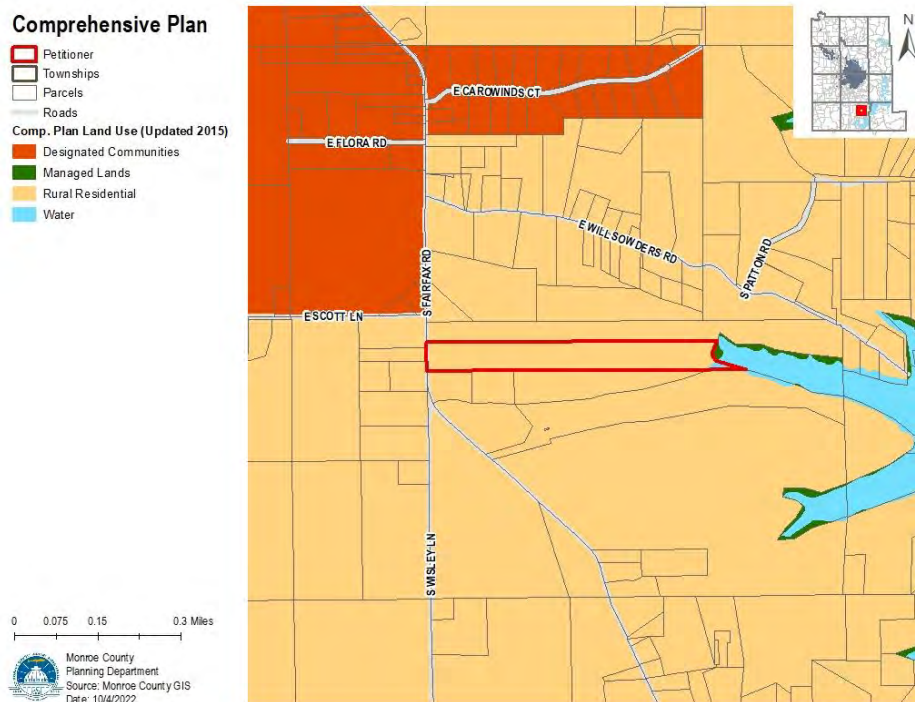 Comprehensive Plan
Petitioner
Townships
Parcels
Roads
Comp. Plan Land Use (Updated 2015)
Designated Communities
Managed Lands
Rural Residential
Water
N
E CAROWINDS CT
E FLORA RD
E WILL SOWDERS RD
S PATTON RD
S FAIRFAX RD
E SCOTT LN
S WISLEY LN
0 0.075 0.15 0.3 Miles
Monroe County
Planning Department
Source: Monroe County GIS
Date: 10/4/2022